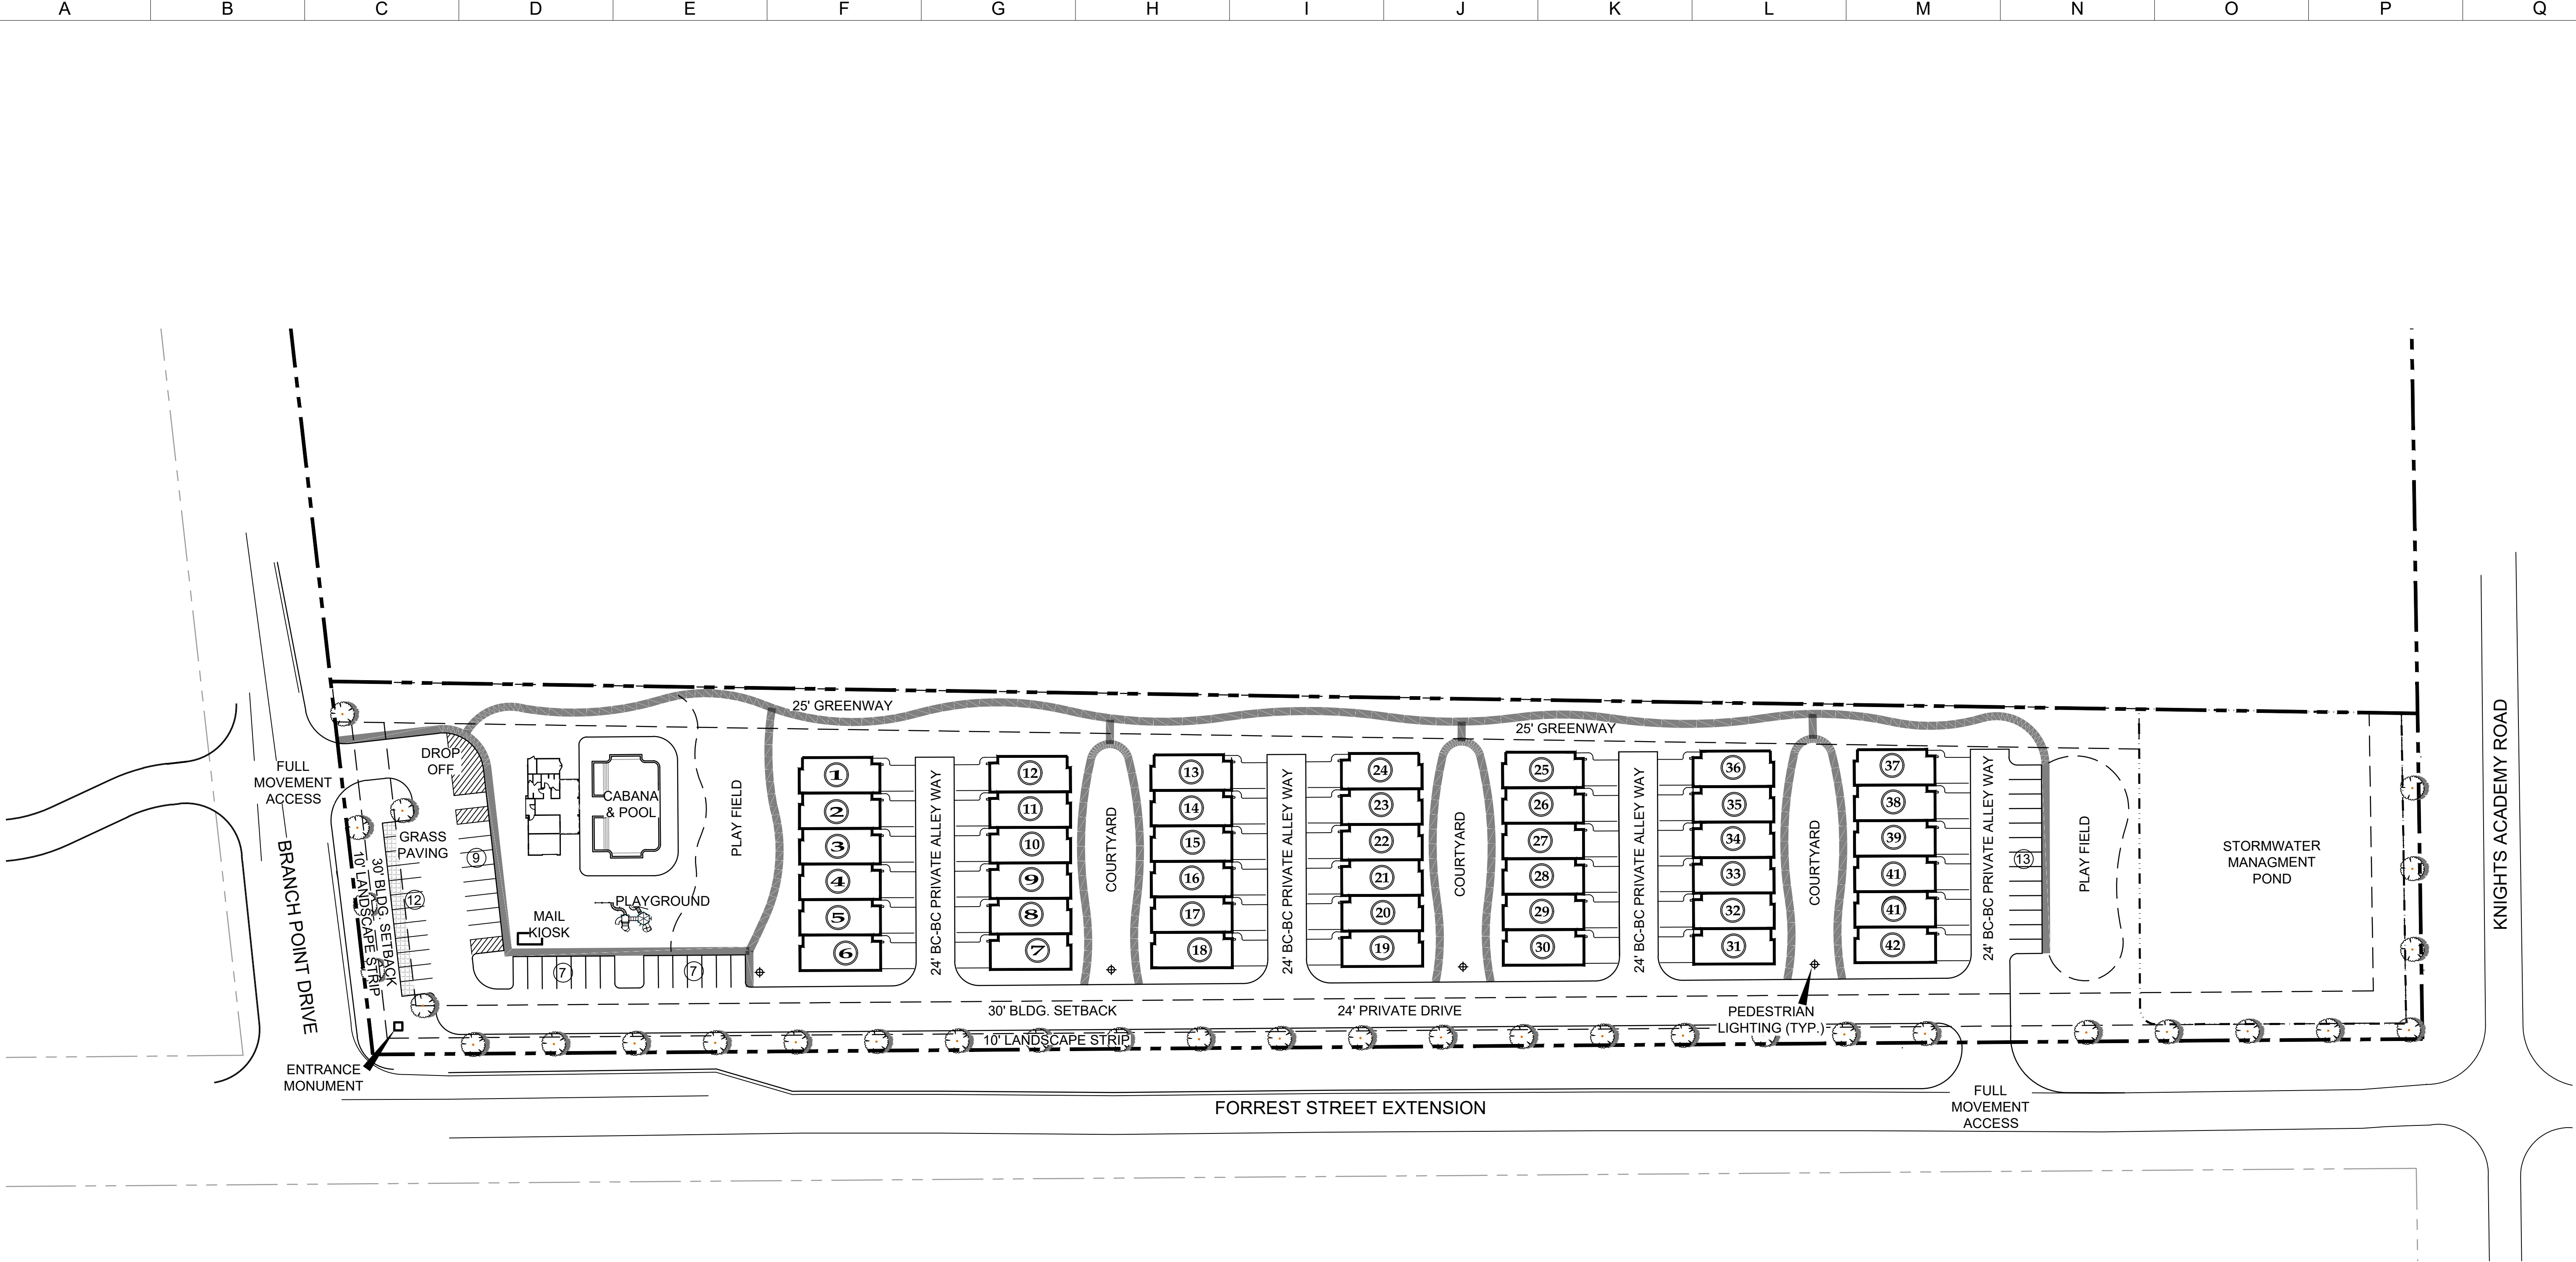 A B C D E F G H I J K L M N O P Q
25' GREENWAY
25' GREENWAY
DROP
OFF
FULL
MOVEMENT
ACCESS
GRASS
PAVING
9
12
30' BLDG. SETBACK
10' LANDSCAPE STRIP
BRANCH POINT DRIVE
CABANA
& POOL
PLAY FIELD
PLAYGROUND
MAIL
KIOSK
7
7
1
2
3
4
5
6
24' BC-BC PRIVATE ALLEY WAY
12
11
10
9
8
7
COURTYARD
13
14
15
16
17
18
24' BC-BC PRIVATE ALLEY WAY
24
23
22
21
20
19
COURTYARD
25
26
27
28
29
30
24' BC-BC PRIVATE ALLEY WAY
36
35
34
33
32
31
COURTYARD
37
38
39
41
41
42
24' BC-BC PRIVATE ALLEY WAY
13
PLAY FIELD
STORMWATER
MANAGMENT
POND
KNIGHTS ACADEMY ROAD
30' BLDG. SETBACK
24' PRIVATE DRIVE
PEDESTRIAN
LIGHTING (TYP.)
10' LANDSCAPE STRIP
ENTRANCE
MONUMENT
FORREST STREET EXTENSION
FULL
MOVEMENT
ACCESS